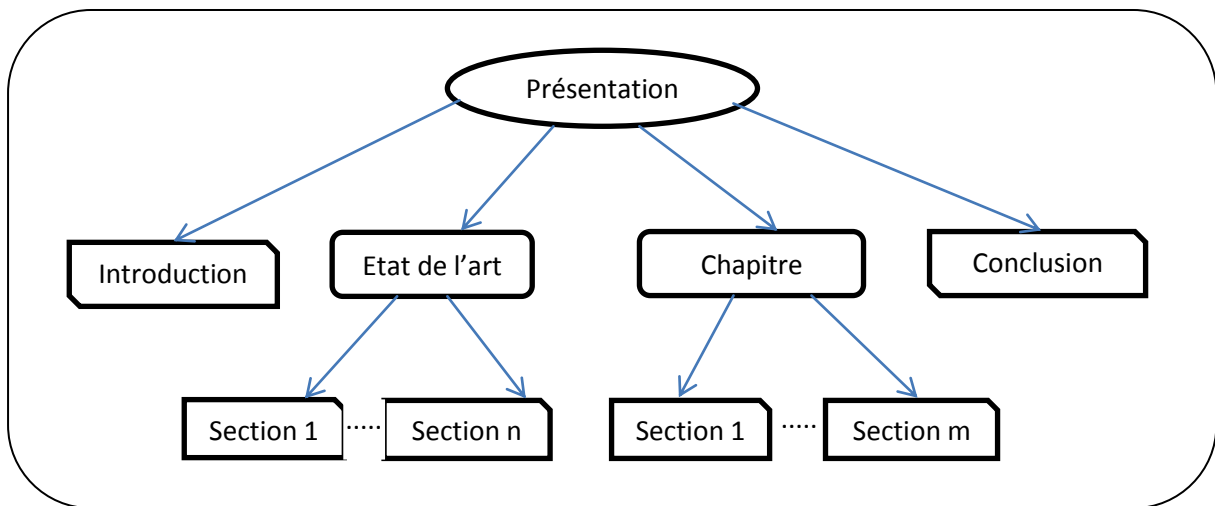 Présentation
Introduction
Etat de l’art
Chapitre
Conclusion
Section 1
.....
Section n
Section 1
.....
Section m